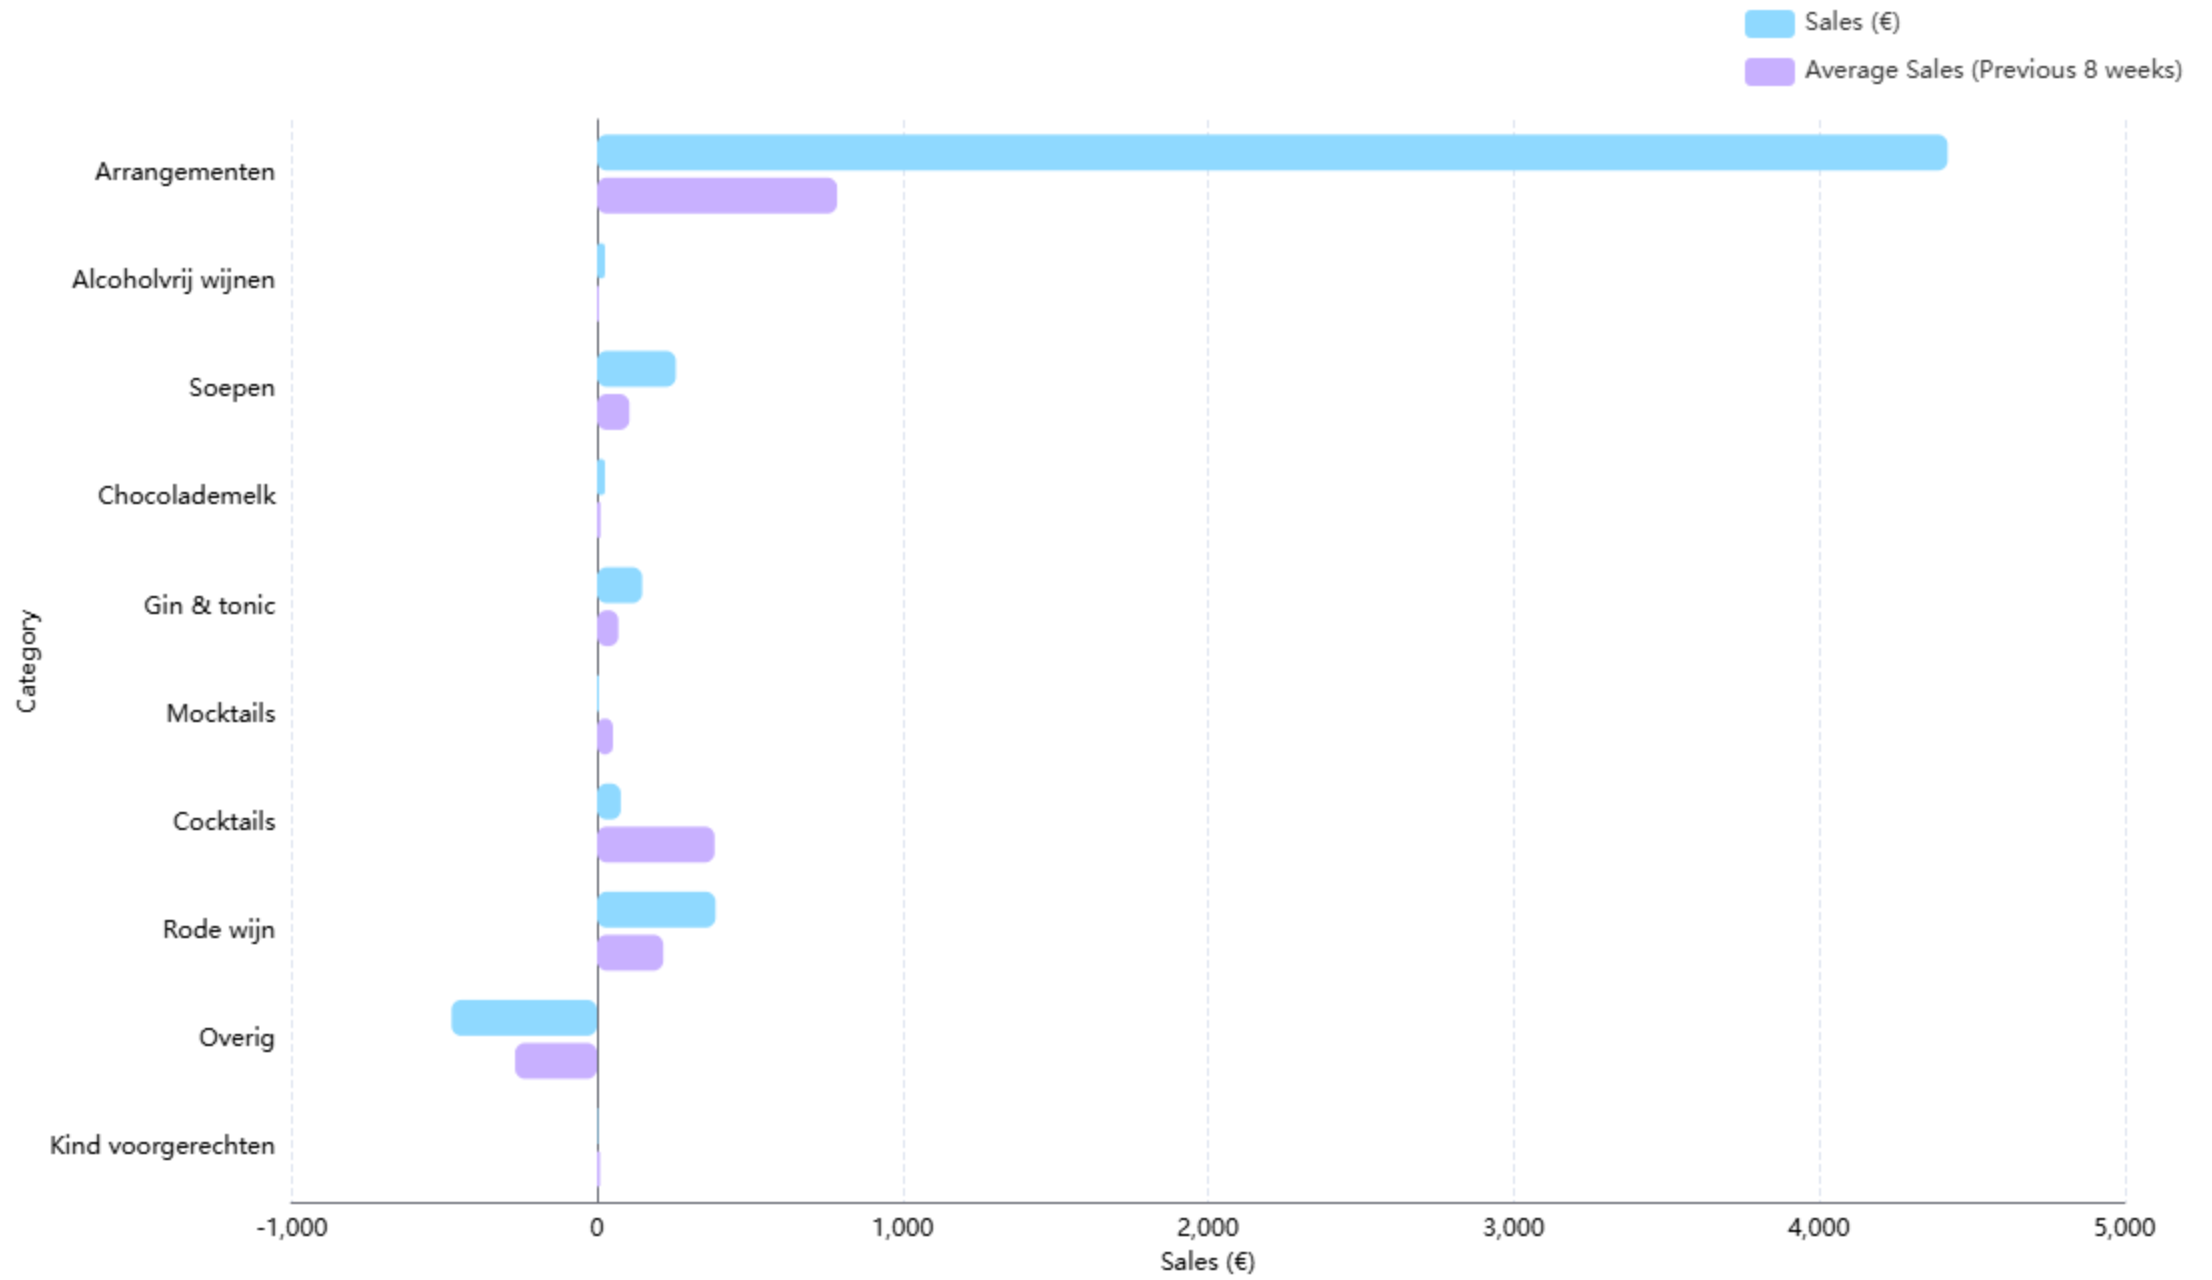 Sales (€)
Average Sales (Previous 8 weeks)
Arrangementen
Alcoholvrij wijnen
Soepen
Chocolademelk
Gin & tonic
Mocktails
Cocktails
Rode wijn
Overig
Kind voorgerechten
Category
-1,000 0 1,000 2,000 3,000 4,000 5,000
Sales (€)